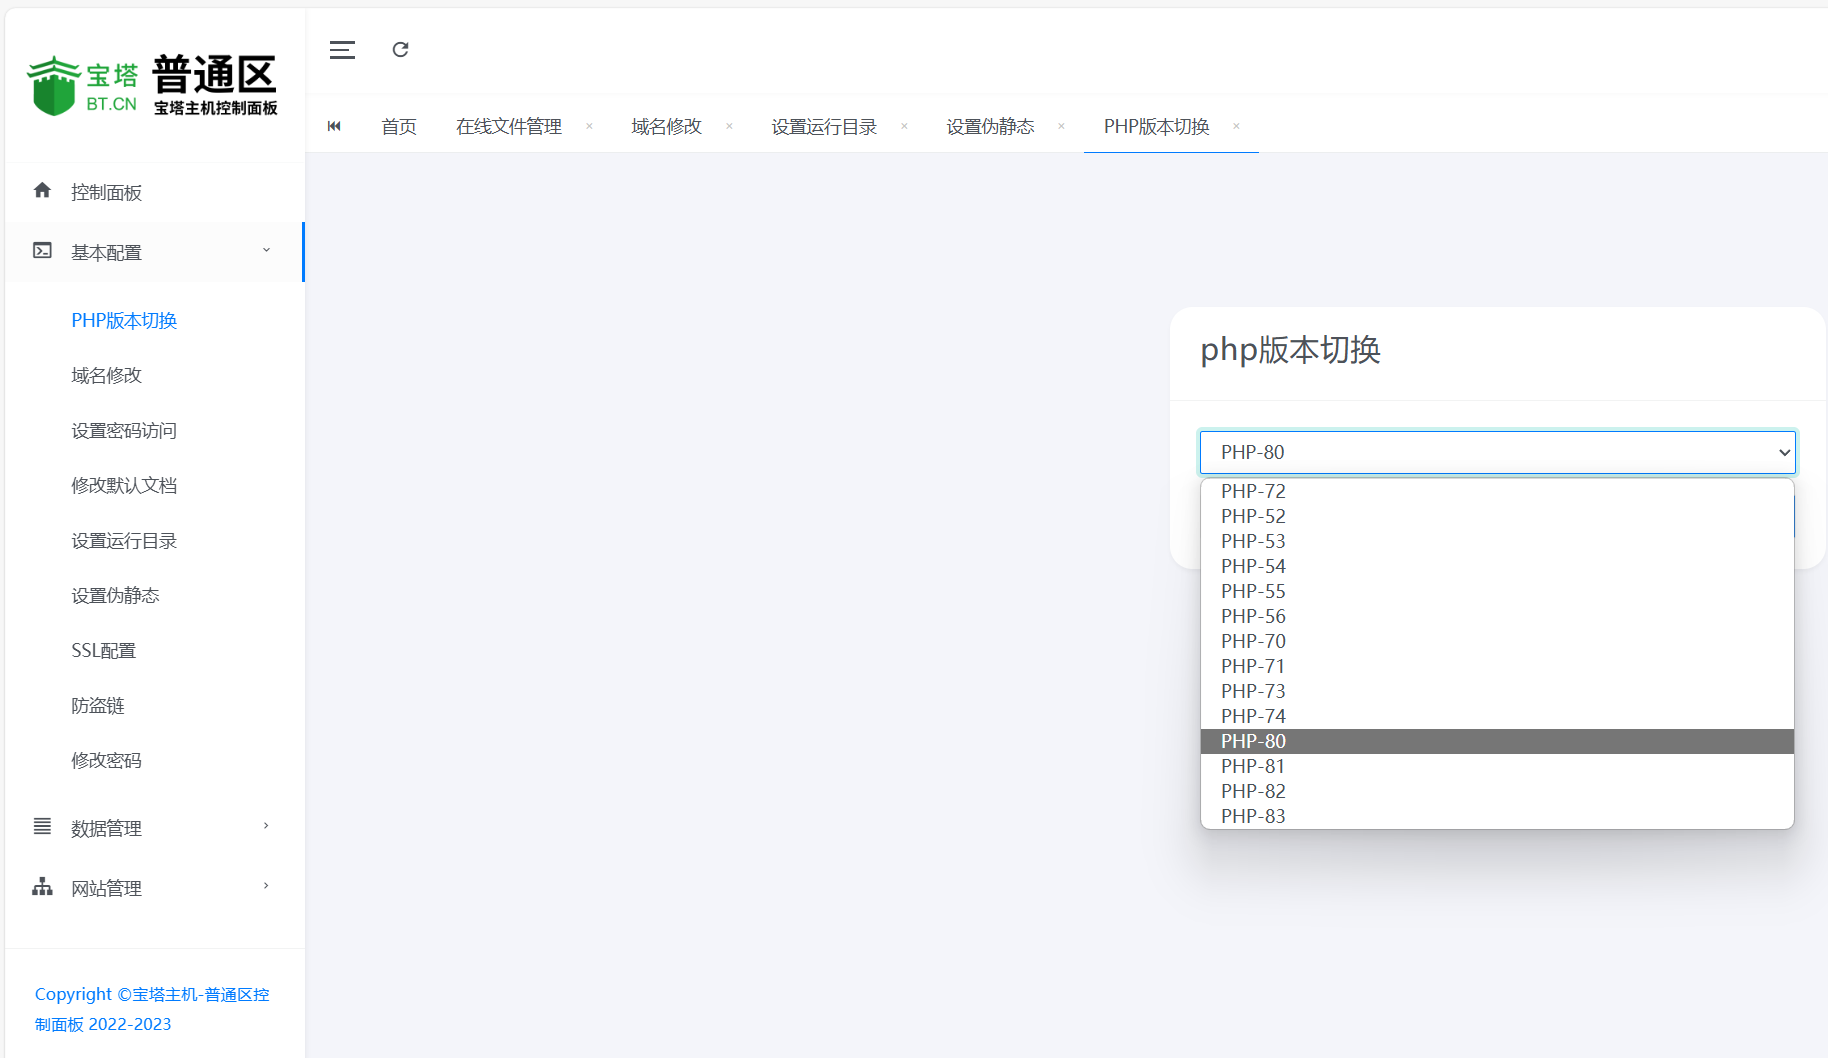 宝塔
BT.CN
普通区
宝塔主机控制面板
控制面板
基本配置
PHP版本切换
域名修改
设置密码访问
修改默认文档
设置运行目录
设置伪静态
SSL配置
防盗链
修改密码
数据管理
网站管理
Copyright ©宝塔主机-普通区控
制面板 2022-2023
首页 在线文件管理 × 域名修改 × 设置运行目录 × 设置伪静态 × PHP版本切换 ×
php版本切换
PHP-80
PHP-72
PHP-52
PHP-53
PHP-54
PHP-55
PHP-56
PHP-70
PHP-71
PHP-73
PHP-74
PHP-80
PHP-81
PHP-82
PHP-83